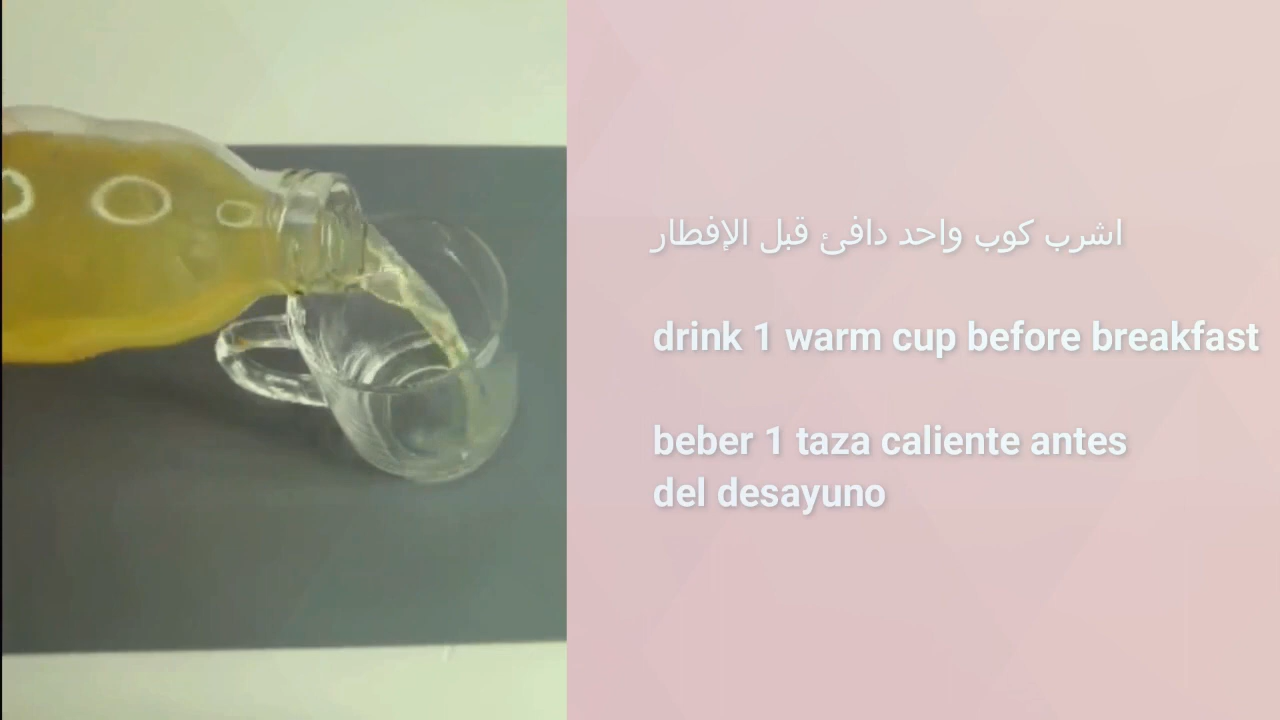 اشرب كوب واحد دافئ قبل الإفطار
drink 1 warm cup before breakfast
beber 1 taza caliente antes
del desayuno